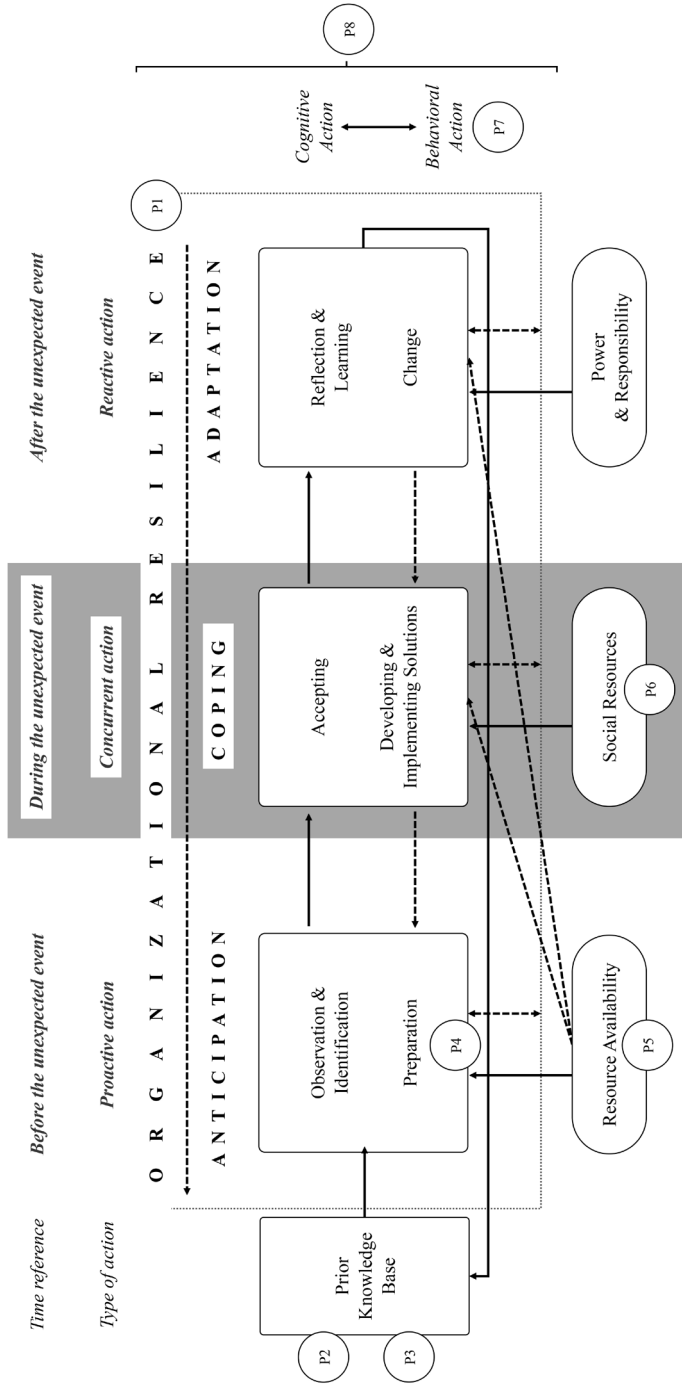 Time reference
Before the unexpected event
During the unexpected event
After the unexpected event
Type of action
Proactive action
Concurrent action
Reactive action
ORGANIZATIONAL RESILIENCE
P1
ANTICIPATION
COPING
ADAPTATION
P2
P3
Prior
Knowledge
Base
Observation &
Identification
Preparation
P4
Accepting
Developing &
Implementing Solutions
Reflection &
Learning
Change
Cognitive
Action
Behavioral
Action
P7
P8
Resource Availability
P5
Social Resources
P6
Power
& Responsibility